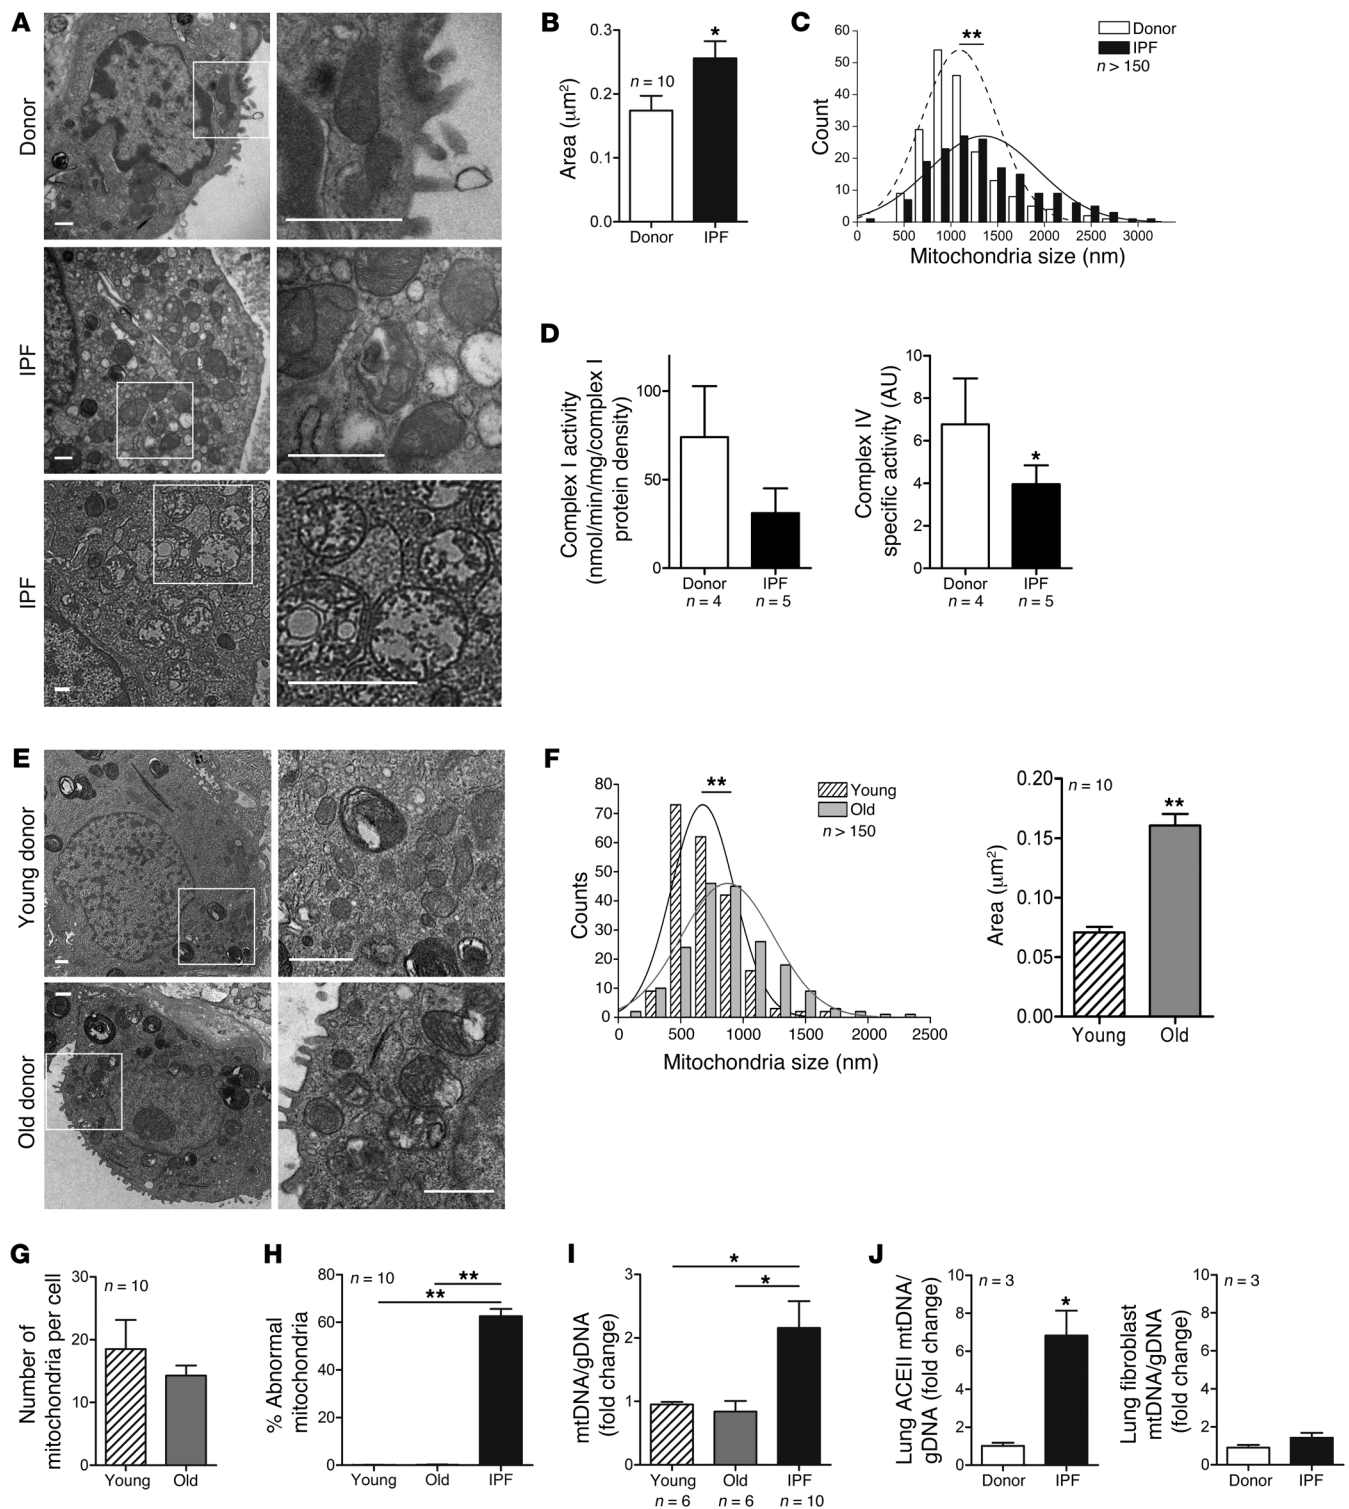 A
Donor
IPF
IPF
B
Area (μm²)
0.3
0.2
0.1
0.0
n = 10
*
Donor IPF
C
Count
60
50
40
30
20
10
0
**
Donor
IPF
n > 150
0 500 1000 1500 2000 2500 3000
Mitochondria size (nm)
D
Complex I activity
(nmol/min/mg/complex I
protein density)
100
50
0
Donor IPF
n = 4 n = 5
Complex IV
specific activity (AU)
10
8
6
4
2
0
*
Donor IPF
n = 4 n = 5
E
Young donor
Old donor
F
Counts
80
70
60
50
40
30
20
10
0
**
Young
Old
n > 150
0 500 1000 1500 2000 2500
Mitochondria size (nm)
Area (μm²)
0.20
0.15
0.10
0.05
0.00
n = 10
**
Young Old
G
Number of
mitochondria per cell
30
20
10
0
n = 10
Young Old
H
% Abnormal
mitochondria
80
60
40
20
0
n = 10
**
**
Young Old IPF
I
mtDNA/gDNA
(fold change)
3
2
1
0
*
*
Young Old IPF
n = 6 n = 6 n = 10
J
Lung ACEII mtDNA/
gDNA (fold change)
10
8
6
4
2
0
n = 3
*
Donor IPF
Lung fibroblast
mtDNA/gDNA
(fold change)
10
8
6
4
2
0
n = 3
Donor IPF